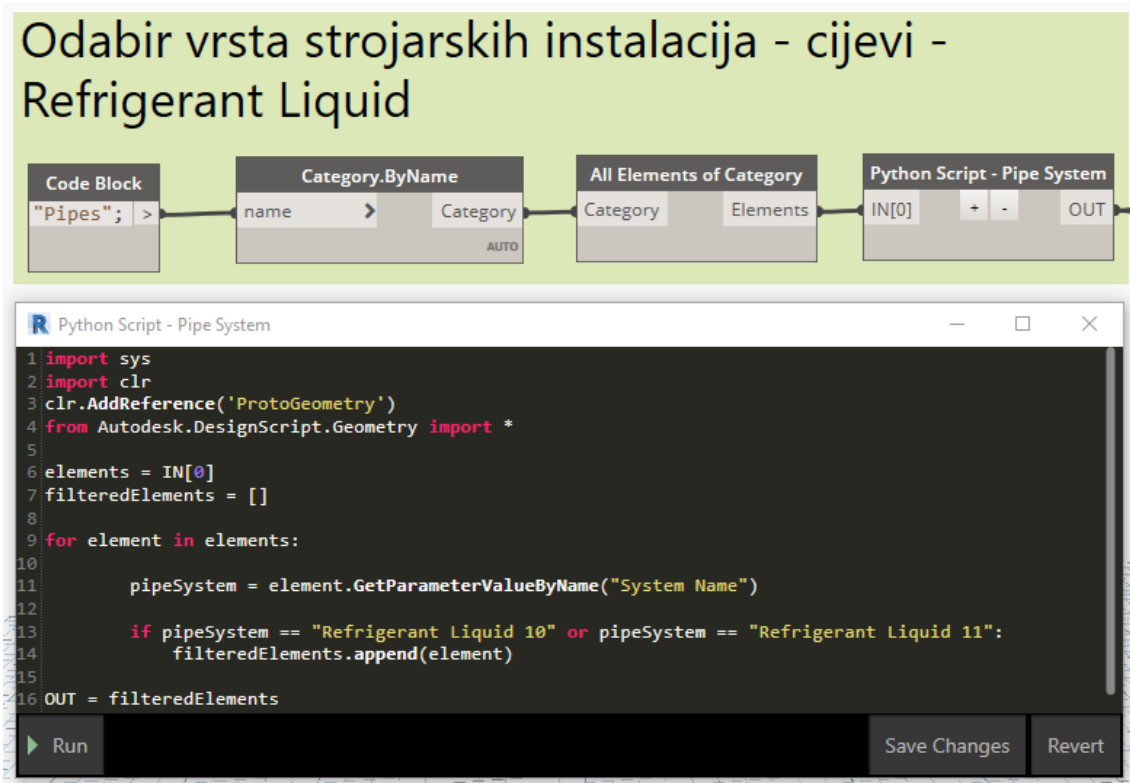 Odabir vrsta strojarskih instalacija - cijevi -
Refrigerant Liquid
Code Block
"Pipes"; >
Category.ByName
name > Category
AUTO
All Elements of Category
Category Elements
Python Script - Pipe System
IN[0] + - OUT
Python Script - Pipe System
1 import sys
2 import clr
3 clr.AddReference('ProtoGeometry')
4 from Autodesk.DesignScript.Geometry import *
5
6 elements = IN[0]
7 filteredElements = []
8
9 for element in elements:
10
11 pipeSystem = element.GetParameterValueByName("System Name")
12
13 if pipeSystem == "Refrigerant Liquid 10" or pipeSystem == "Refrigerant Liquid 11":
14 filteredElements.append(element)
15
16 OUT = filteredElements
Run Save Changes Revert